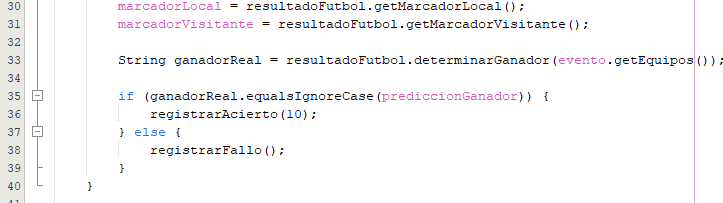 30 marcadorLocal = resultadoFutbol.getMarcadorLocal();
31 marcadorVisitante = resultadoFutbol.getMarcadorVisitante();
32
33 String ganadorReal = resultadoFutbol.determinarGanador(evento.getEquipos());
34
35 if (ganadorReal.equalsIgnoreCase(prediccionGanador)) {
36 registrarAcierto(10);
37 } else {
38 registrarFallo();
39 }
40 }
41